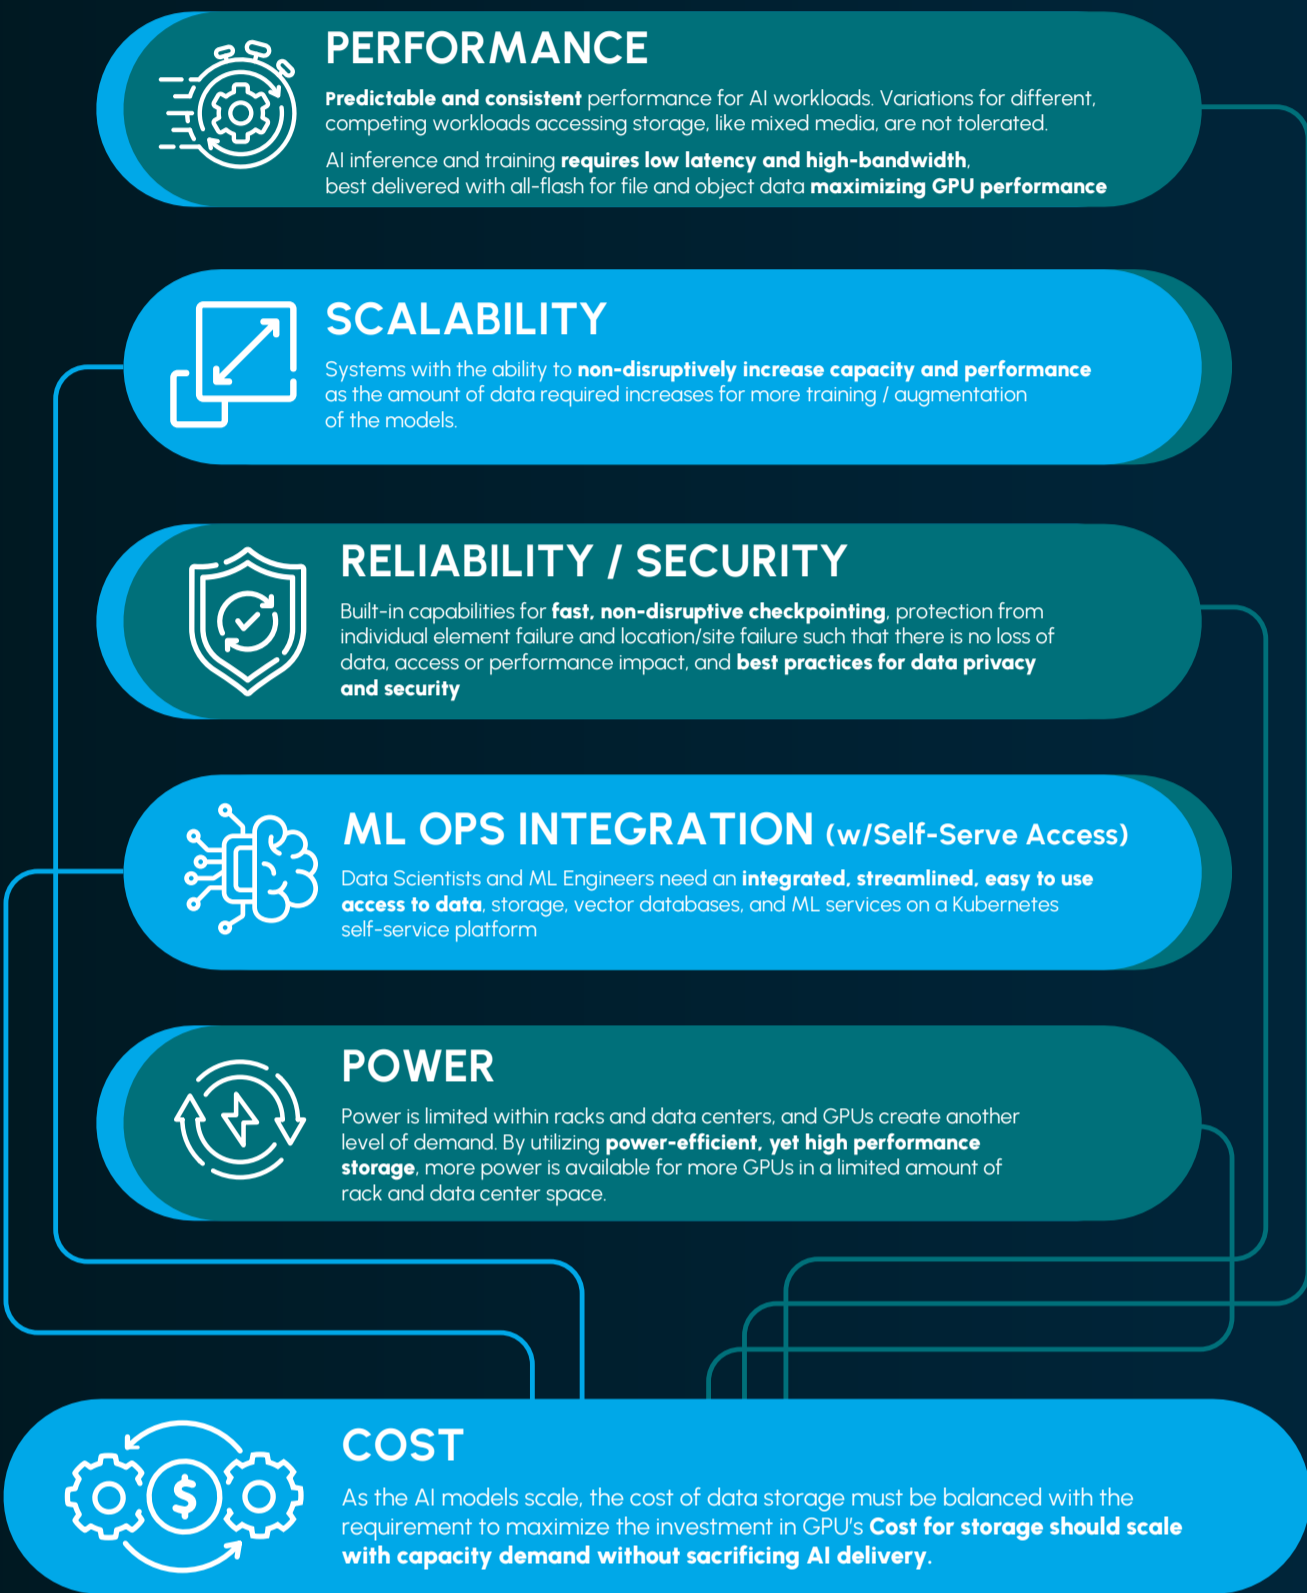 PERFORMANCE
Predictable and consistent performance for AI workloads. Variations for different,
competing workloads accessing storage, like mixed media, are not tolerated.
AI inference and training requires low latency and high-bandwidth,
best delivered with all-flash for file and object data maximizing GPU performance
SCALABILITY
Systems with the ability to non-disruptively increase capacity and performance
as the amount of data required increases for more training / augmentation
of the models.
RELIABILITY / SECURITY
Built-in capabilities for fast, non-disruptive checkpointing, protection from
individual element failure and location/site failure such that there is no loss of
data, access or performance impact, and best practices for data privacy
and security
ML OPS INTEGRATION (w/Self-Serve Access)
Data Scientists and ML Engineers need an integrated, streamlined, easy to use
access to data, storage, vector databases, and ML services on a Kubernetes
self-service platform
POWER
Power is limited within racks and data centers, and GPUs create another
level of demand. By utilizing power-efficient, yet high performance
storage, more power is available for more GPUs in a limited amount of
rack and data center space.
COST
$
As the AI models scale, the cost of data storage must be balanced with the
requirement to maximize the investment in GPU's Cost for storage should scale
with capacity demand without sacrificing AI delivery.